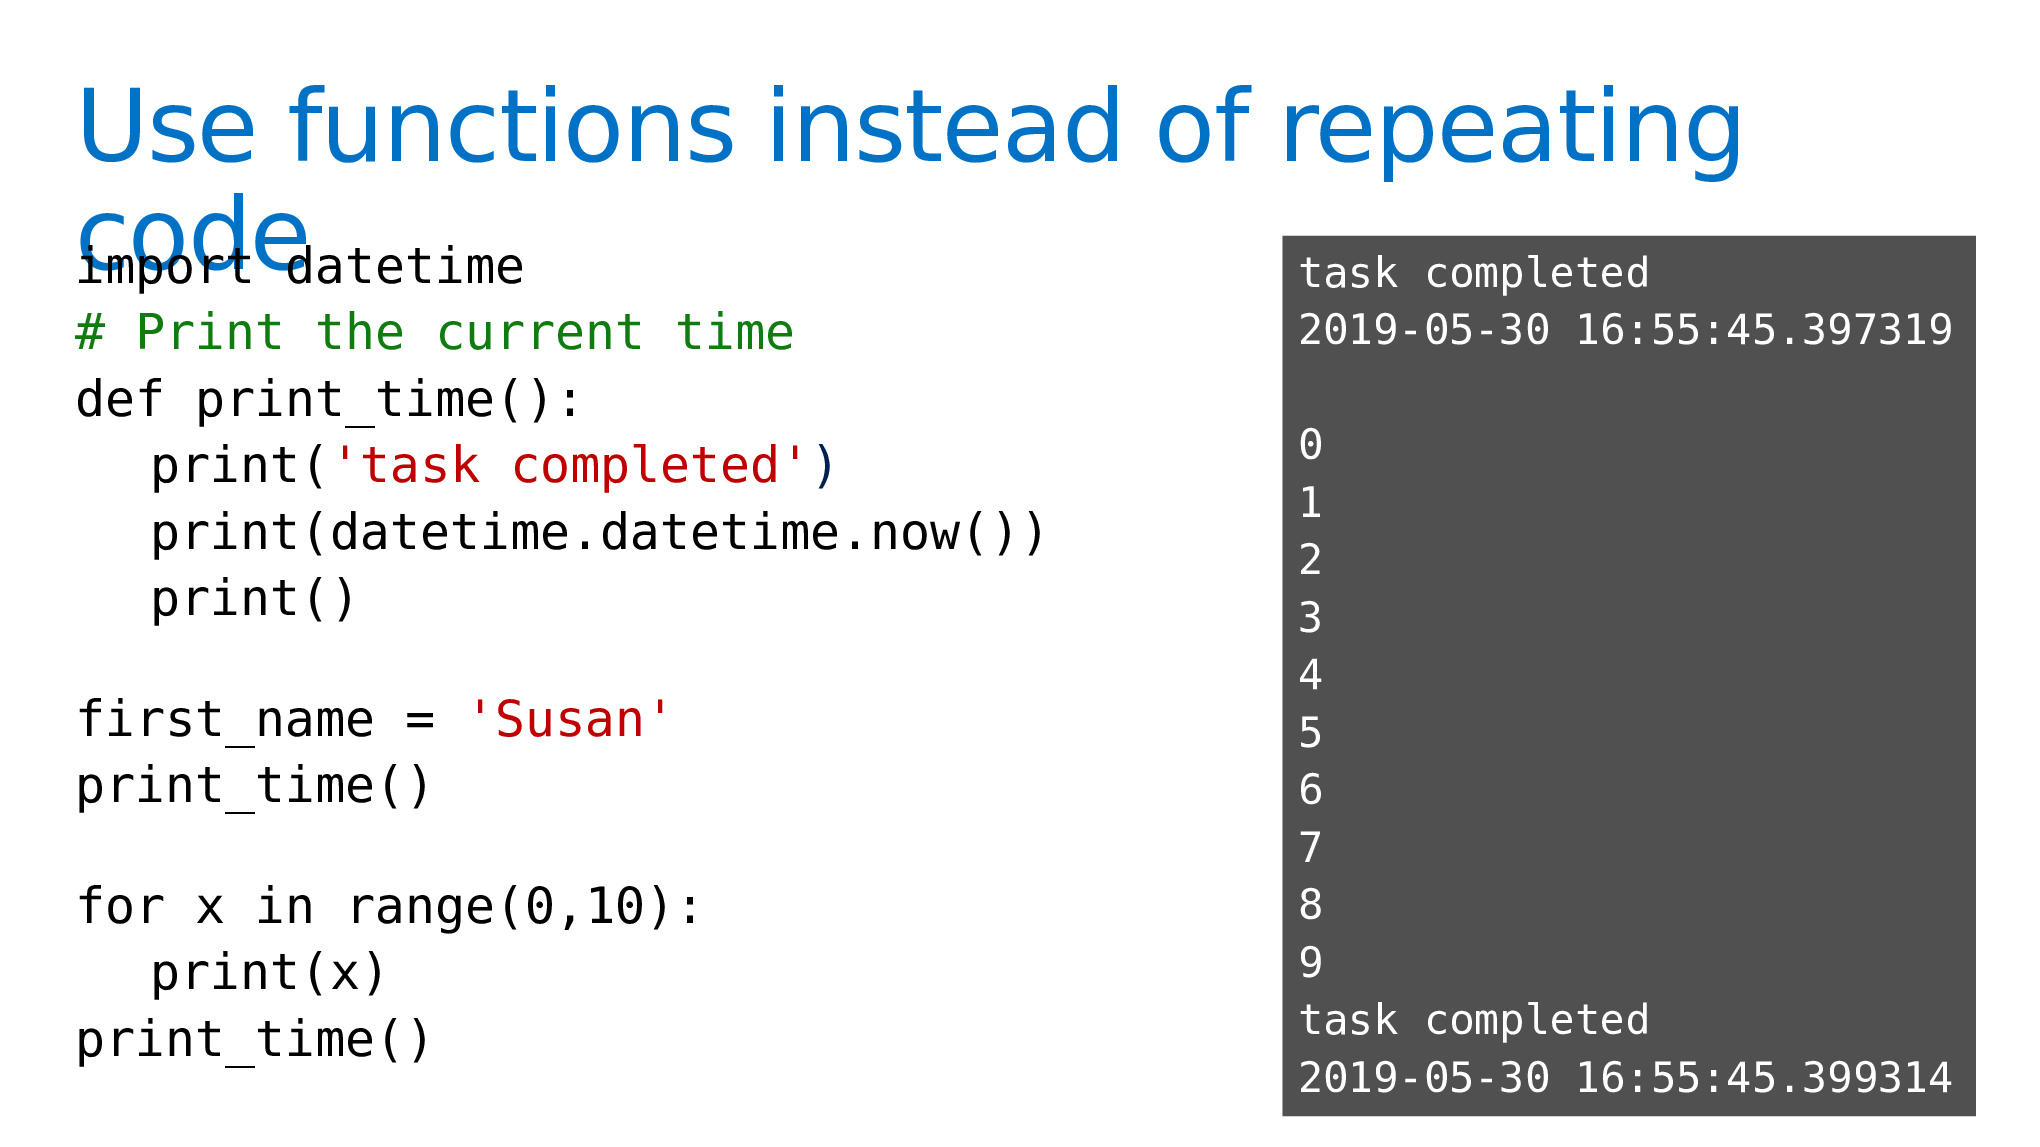 Use functions instead of repeating
code
import datetime
# Print the current time
def print_time():
   print('task completed')
   print(datetime.datetime.now())
   print()
first_name = 'Susan'
print_time()
for x in range(0,10):
   print(x)
print_time()
task completed
2019-05-30 16:55:45.397319
0
1
2
3
4
5
6
7
8
9
task completed
2019-05-30 16:55:45.399314